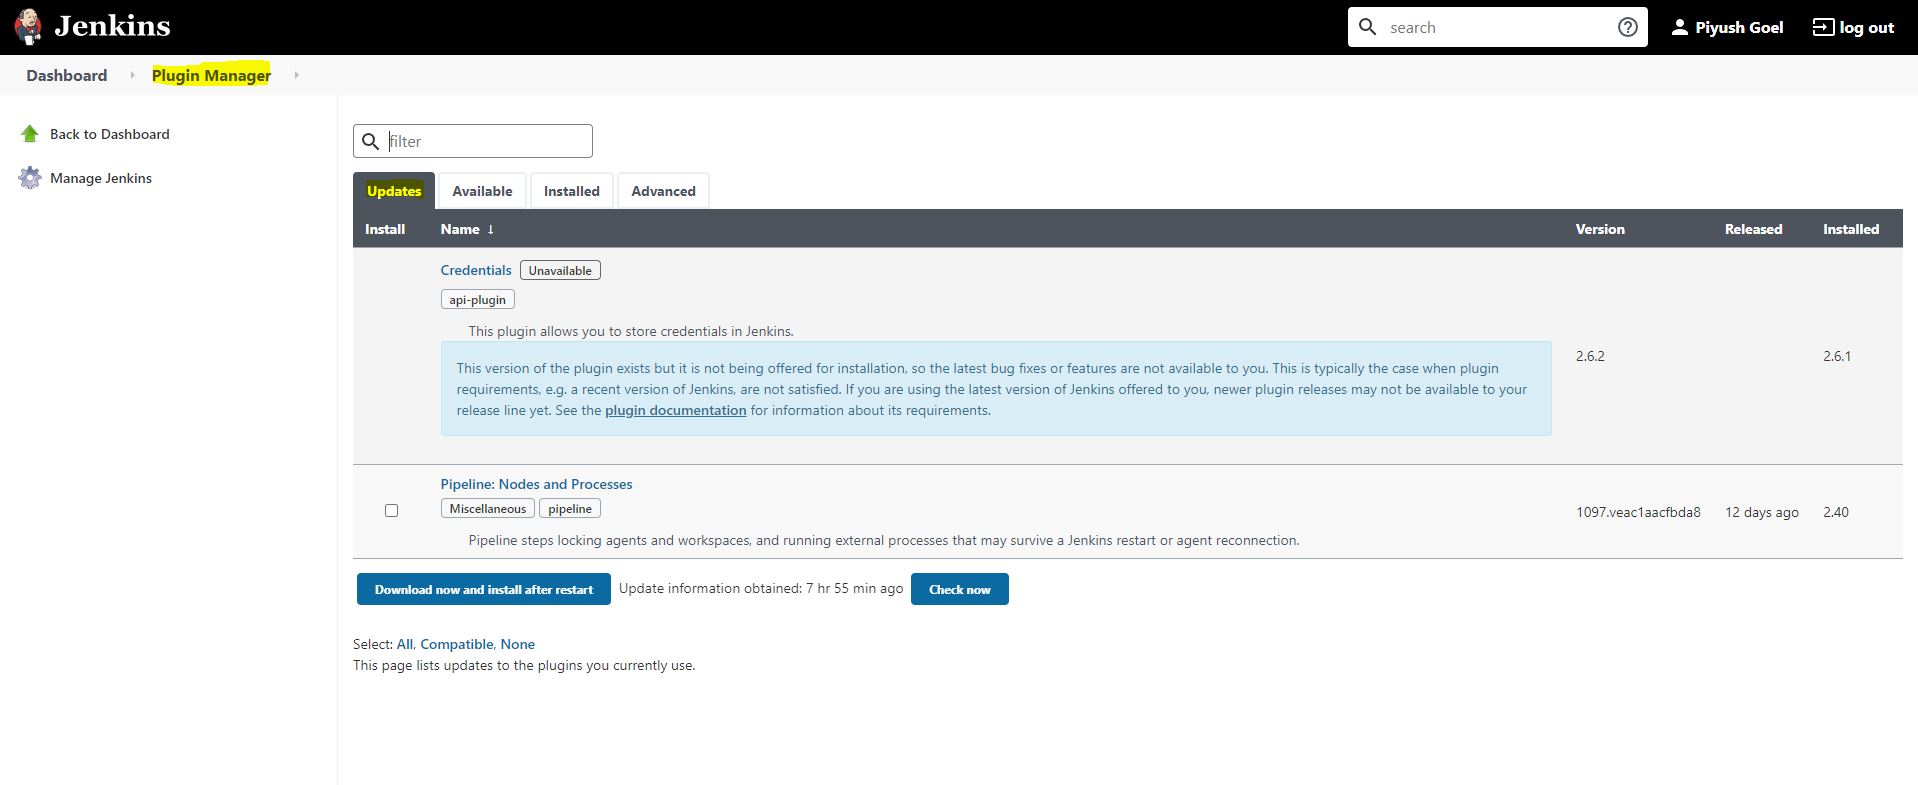 Jenkins
search
Piyush Goel
log out
Dashboard
Plugin Manager
Back to Dashboard
Manage Jenkins
filter
Updates Available Installed Advanced
Install Name ↓ Version Released Installed
Credentials Unavailable
api-plugin
This plugin allows you to store credentials in Jenkins.
This version of the plugin exists but it is not being offered for installation, so the latest bug fixes or features are not available to you. This is typically the case when plugin
requirements, e.g. a recent version of Jenkins, are not satisfied. If you are using the latest version of Jenkins offered to you, newer plugin releases may not be available to your
release line yet. See the plugin documentation for information about its requirements.
2.6.2 2.6.1
Pipeline: Nodes and Processes
Miscellaneous pipeline
Pipeline steps locking agents and workspaces, and running external processes that may survive a Jenkins restart or agent reconnection.
1097.veac1aacfbda8 12 days ago 2.40
Download now and install after restart Update information obtained: 7 hr 55 min ago Check now
Select: All, Compatible, None
This page lists updates to the plugins you currently use.